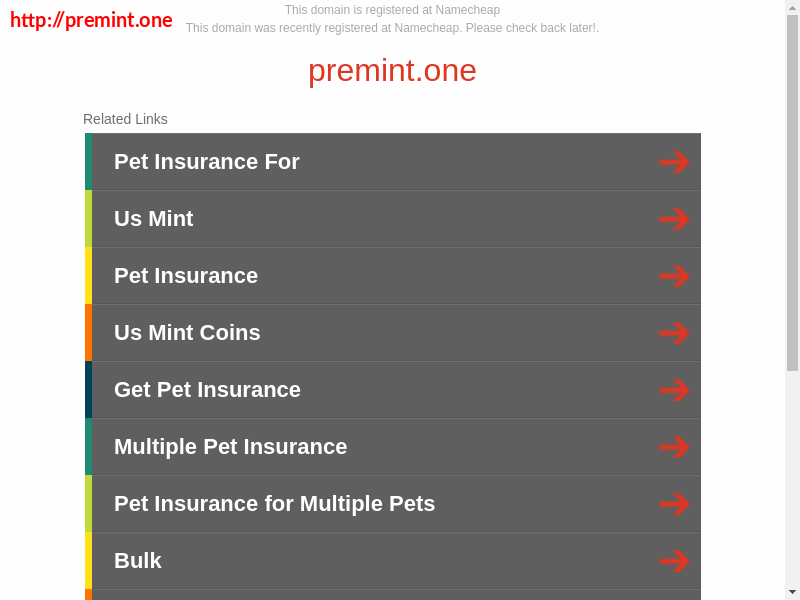 http://premint.one
This domain is registered at Namecheap
This domain was recently registered at Namecheap. Please check back later!.
premint.one
Related Links
Pet Insurance For
Us Mint
Pet Insurance
Us Mint Coins
Get Pet Insurance
Multiple Pet Insurance
Pet Insurance for Multiple Pets
Bulk